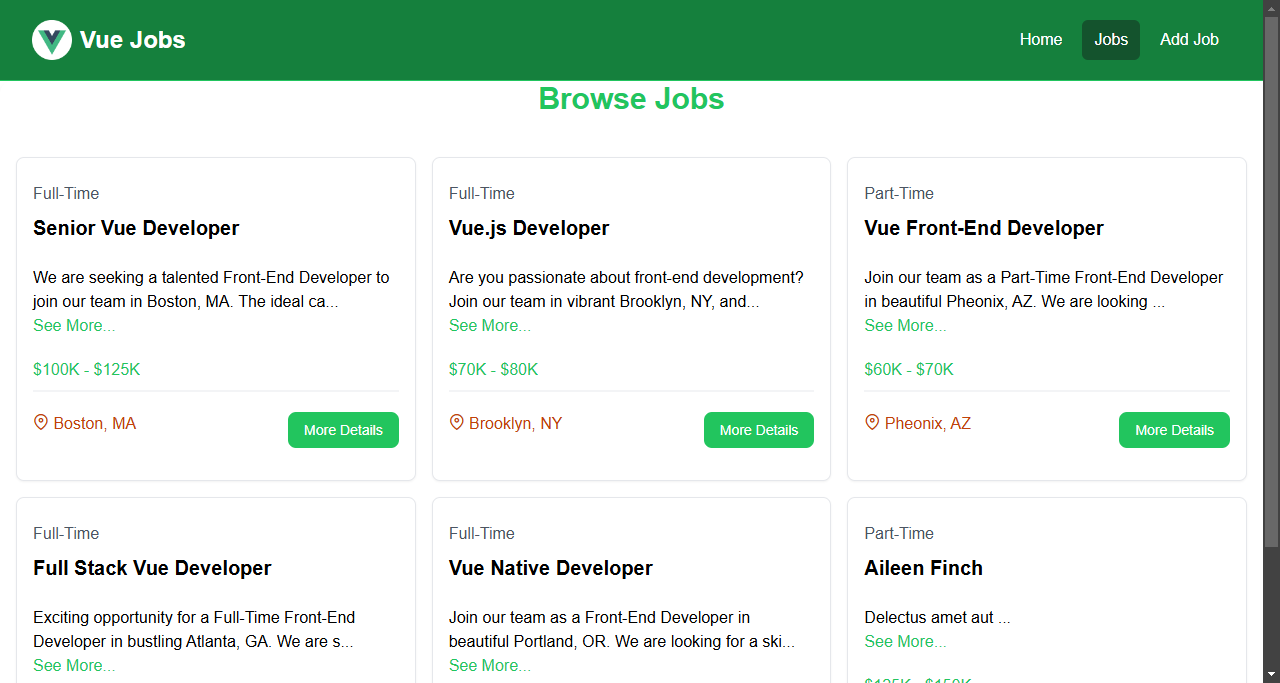 Vue Jobs
Home
Jobs
Add Job
Browse Jobs
Full-Time
Senior Vue Developer
We are seeking a talented Front-End Developer to
join our team in Boston, MA. The ideal ca...
See More...
$100K - $125K
Boston, MA
More Details
Full-Time
Vue.js Developer
Are you passionate about front-end development?
Join our team in vibrant Brooklyn, NY, and...
See More...
$70K - $80K
Brooklyn, NY
More Details
Part-Time
Vue Front-End Developer
Join our team as a Part-Time Front-End Developer
in beautiful Pheonix, AZ. We are looking ...
See More...
$60K - $70K
Pheonix, AZ
More Details
Full-Time
Full Stack Vue Developer
Exciting opportunity for a Full-Time Front-End
Developer in bustling Atlanta, GA. We are s...
See More...
Full-Time
Vue Native Developer
Join our team as a Front-End Developer in
beautiful Portland, OR. We are looking for a ski...
See More...
Part-Time
Aileen Finch
Delectus amet aut ...
See More...